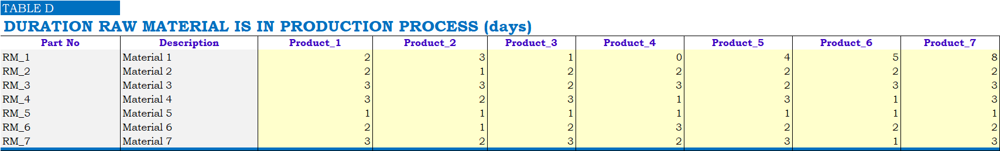 TABLE D
DURATION RAW MATERIAL IS IN PRODUCTION PROCESS (days)
Part No Description Product_1 Product_2 Product_3 Product_4 Product_5 Product_6 Product_7
RM_1 Material 1 2 3 1 0 4 5 8
RM_2 Material 2 2 1 2 2 2 2 2
RM_3 Material 3 3 3 2 3 2 3 3
RM_4 Material 4 3 2 3 1 3 1 3
RM_5 Material 5 1 1 1 1 1 1 1
RM_6 Material 6 2 1 2 3 2 2 2
RM_7 Material 7 3 2 3 2 3 1 3